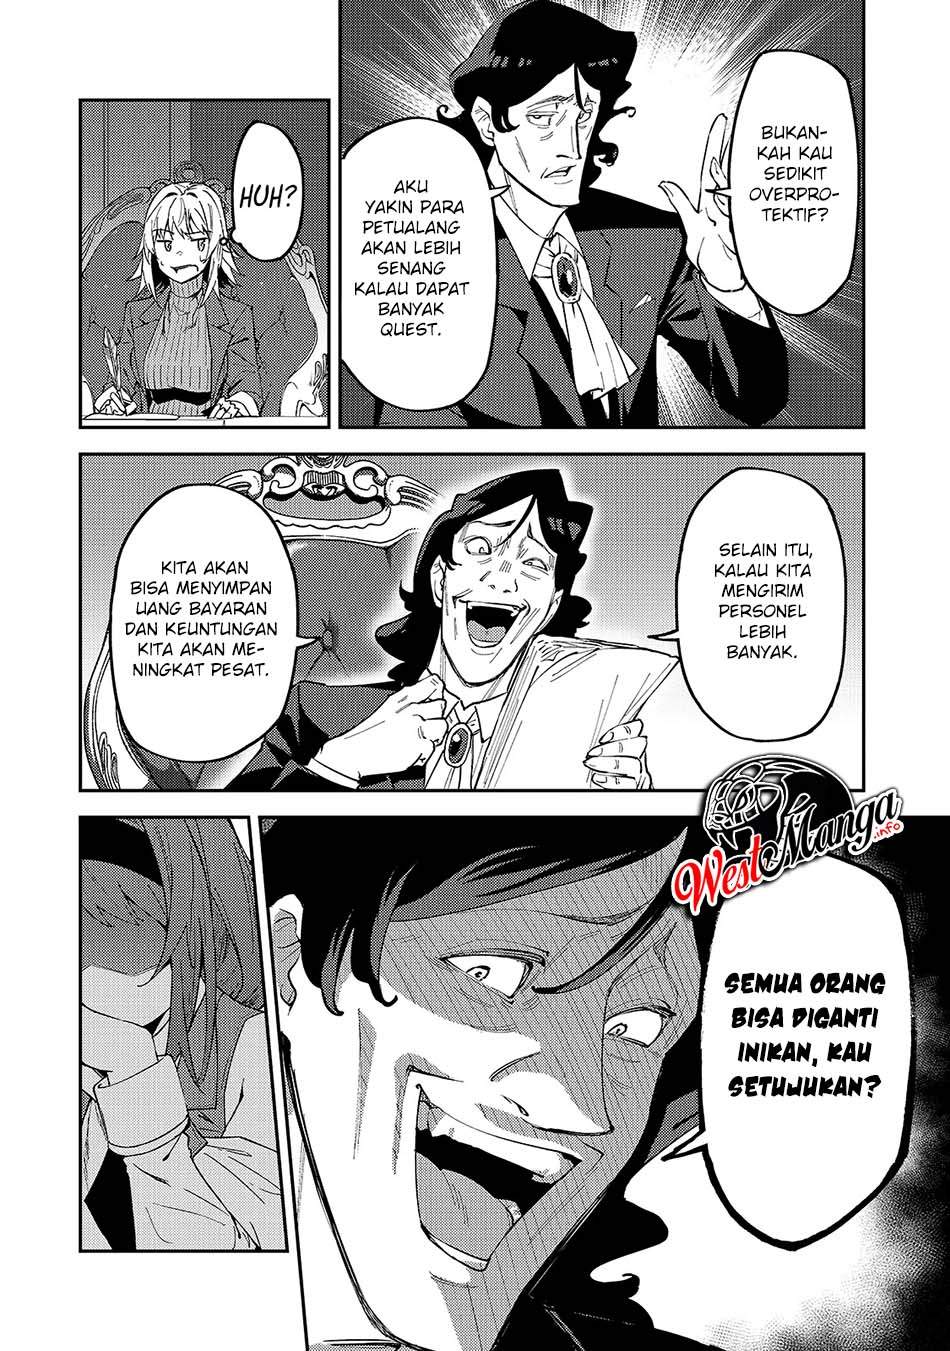 BUKAN-
KAH KAU
SEDIKIT
OVERPRO-
TEKTIF?
AKU
YAKIN PARA
PETUALANG
AKAN LEBIH
SENANG
KALAU DAPAT
BANYAK
QUEST.
HUH?
SELAIN ITU,
KALAU KITA
MENGIRIM
PERSONEL
LEBIH
BANYAK.
KITA AKAN
BISA MENYIMPAN
UANG BAYARAN
DAN KEUNTUNGAN
KITA AKAN ME-
NINGKAT PESAT.
WestManga
.info
SEMUA ORANG
BISA DIGANTI
INIKAN, KAU
SETUJUKAN?